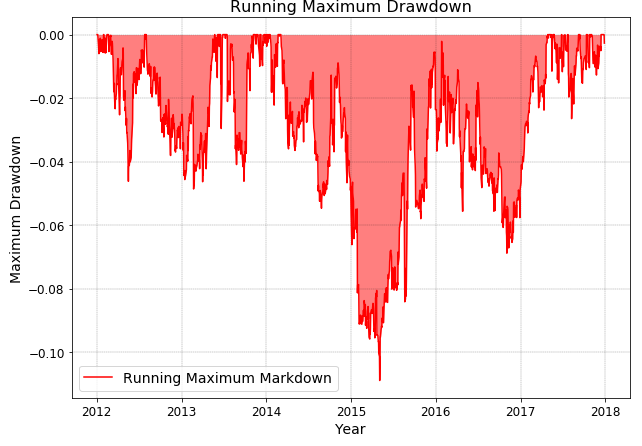 Running Maximum Drawdown
0.00
−0.02
−0.04
−0.06
−0.08
−0.10
Maximum Drawdown
Running Maximum Markdown
2012 2013 2014 2015 2016 2017 2018
Year